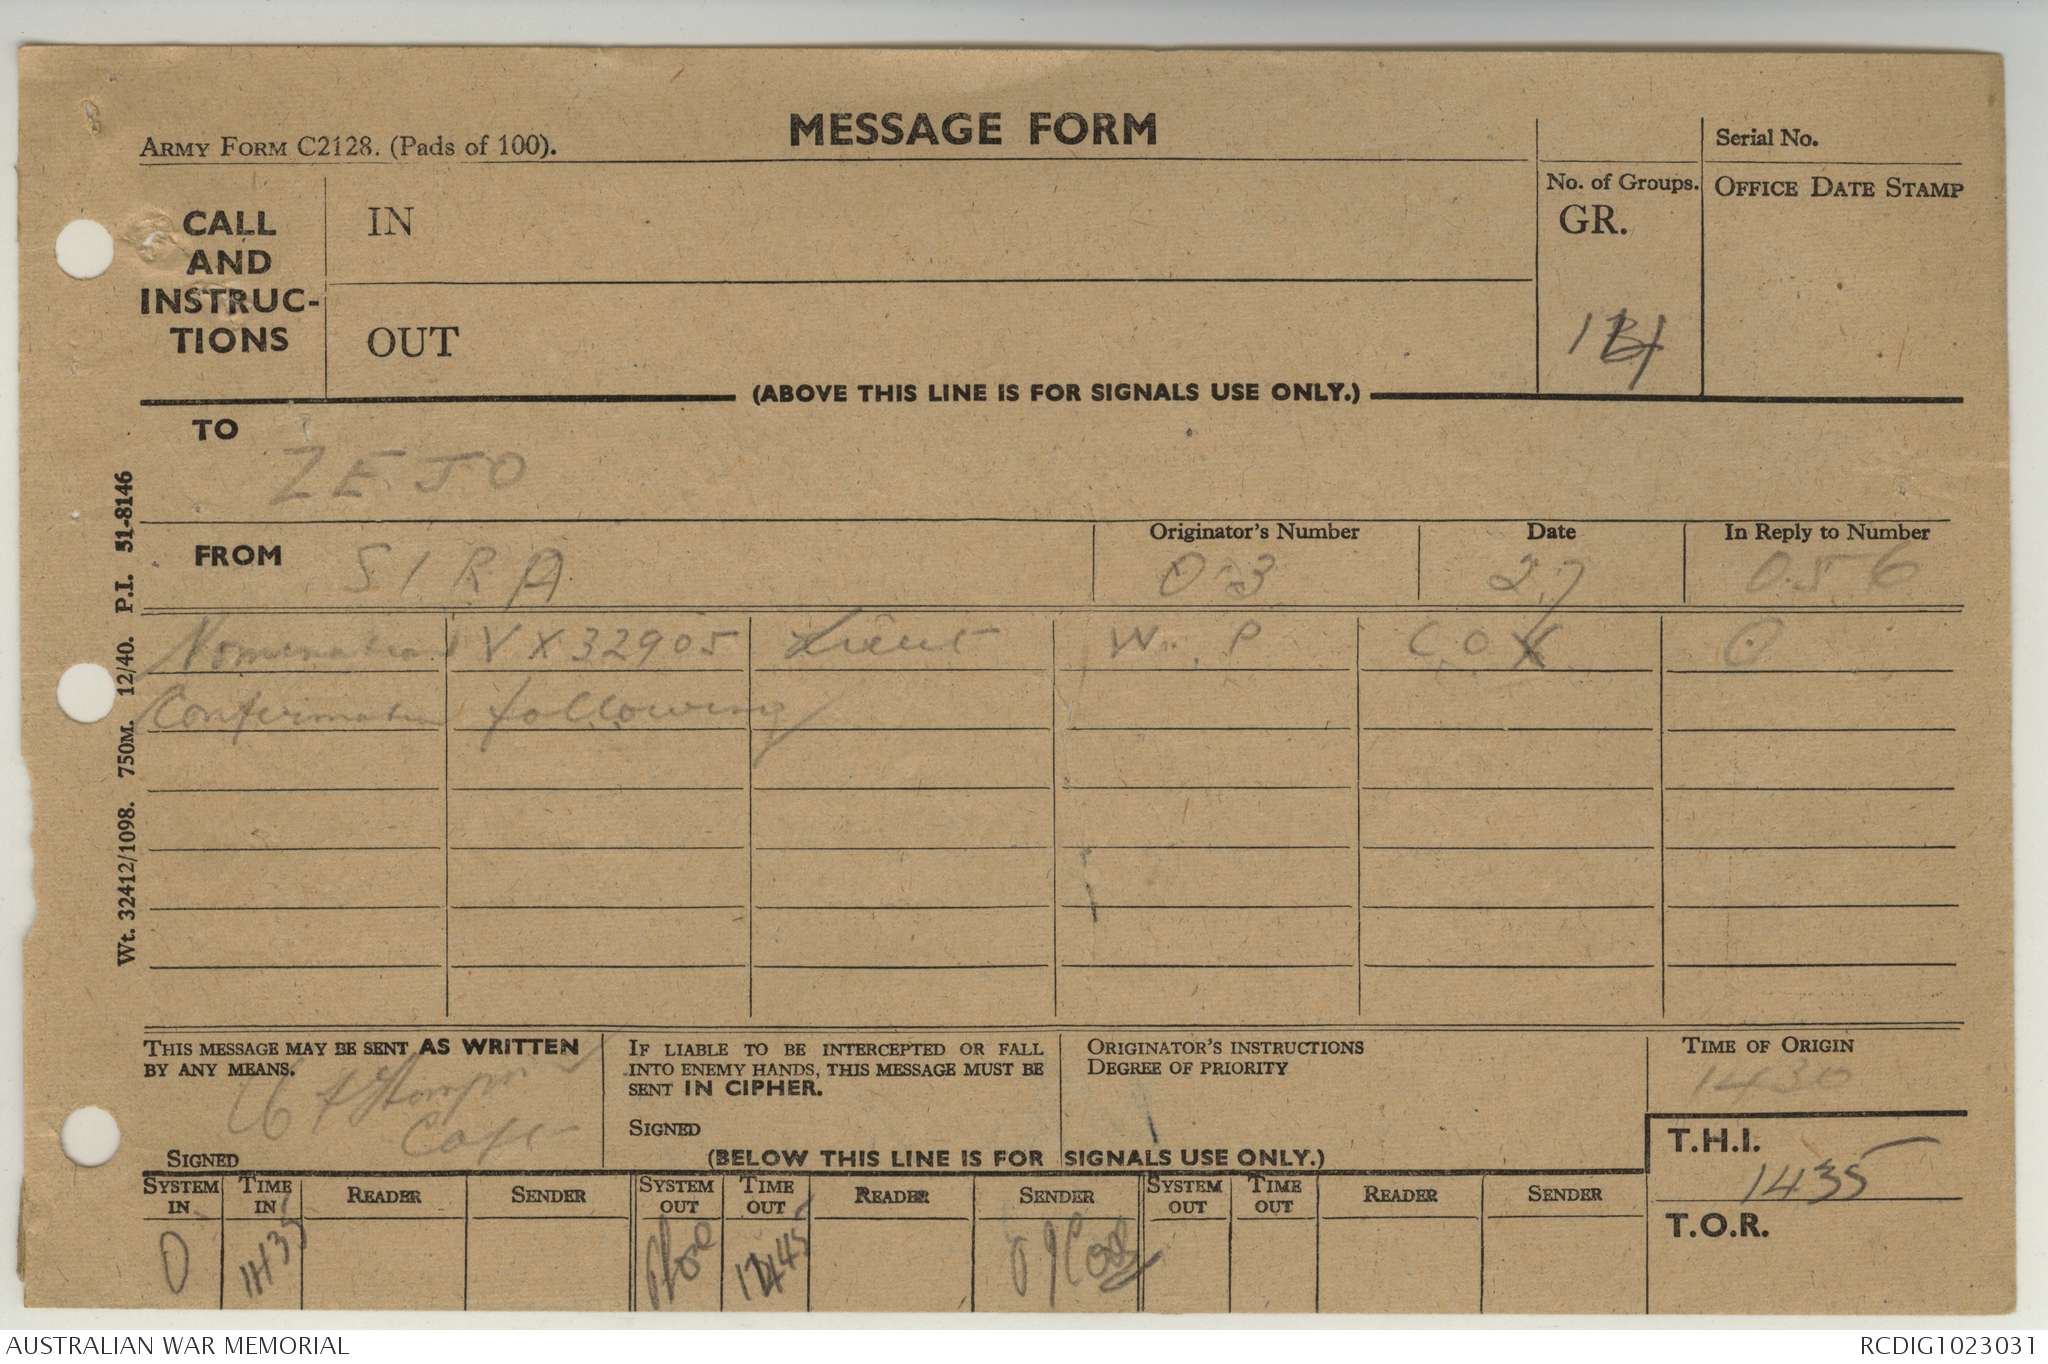 MESSAGE FORM
ARMY FORM C2128. (Pads of 100).
Serial No.
CALL AND INSTRUC-TIONS
IN
OUT
No. of Groups.
GR.
OFFICE DATE STAMP
(ABOVE THIS LINE IS FOR SIGNALS USE ONLY.)
TO
ZEJO
FROM
SIRA
Originator's Number
03
Date
27
In Reply to Number
056
Nomination VX32905 Lieut W. P COX O
Confirmation following
Wt. 32412/1098. 750M. 12/40. P.I. 51-8146
THIS MESSAGE MAY BE SENT AS WRITTEN
BY ANY MEANS.
Capt
SIGNED
IF LIABLE TO BE INTERCEPTED OR FALL
INTO ENEMY HANDS, THIS MESSAGE MUST BE
SENT IN CIPHER.
SIGNED
ORIGINATOR'S INSTRUCTIONS
DEGREE OF PRIORITY
TIME OF ORIGIN
1430
T.H.I.
1435
T.O.R.
(BELOW THIS LINE IS FOR SIGNALS USE ONLY.)
SYSTEM IN TIME IN READER SENDER SYSTEM OUT TIME OUT READER SENDER SYSTEM OUT TIME OUT READER SENDER
O 1435 1445
AUSTRALIAN WAR MEMORIAL
RCDIG1023031